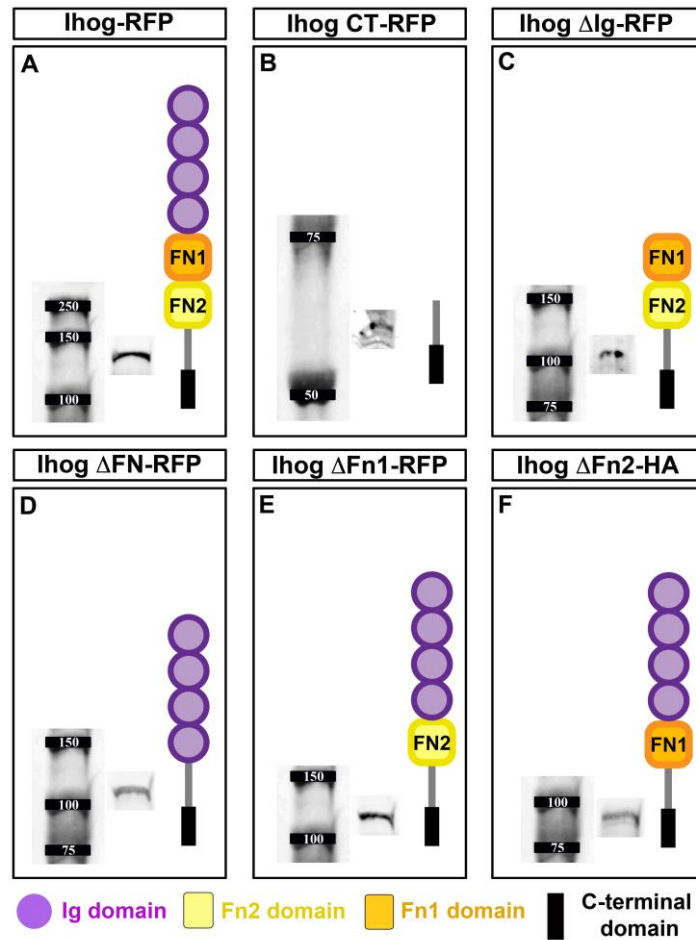 Ihog-RFP
Ihog CT-RFP
Ihog ΔIg-RFP
A
250
150
100
FN1
FN2
B
75
50
C
150
100
75
FN1
FN2
Ihog ΔFN-RFP
Ihog ΔFn1-RFP
Ihog ΔFn2-HA
D
150
100
75
E
150
100
FN2
F
100
75
FN1
Ig domain
Fn2 domain
Fn1 domain
C-terminal
domain